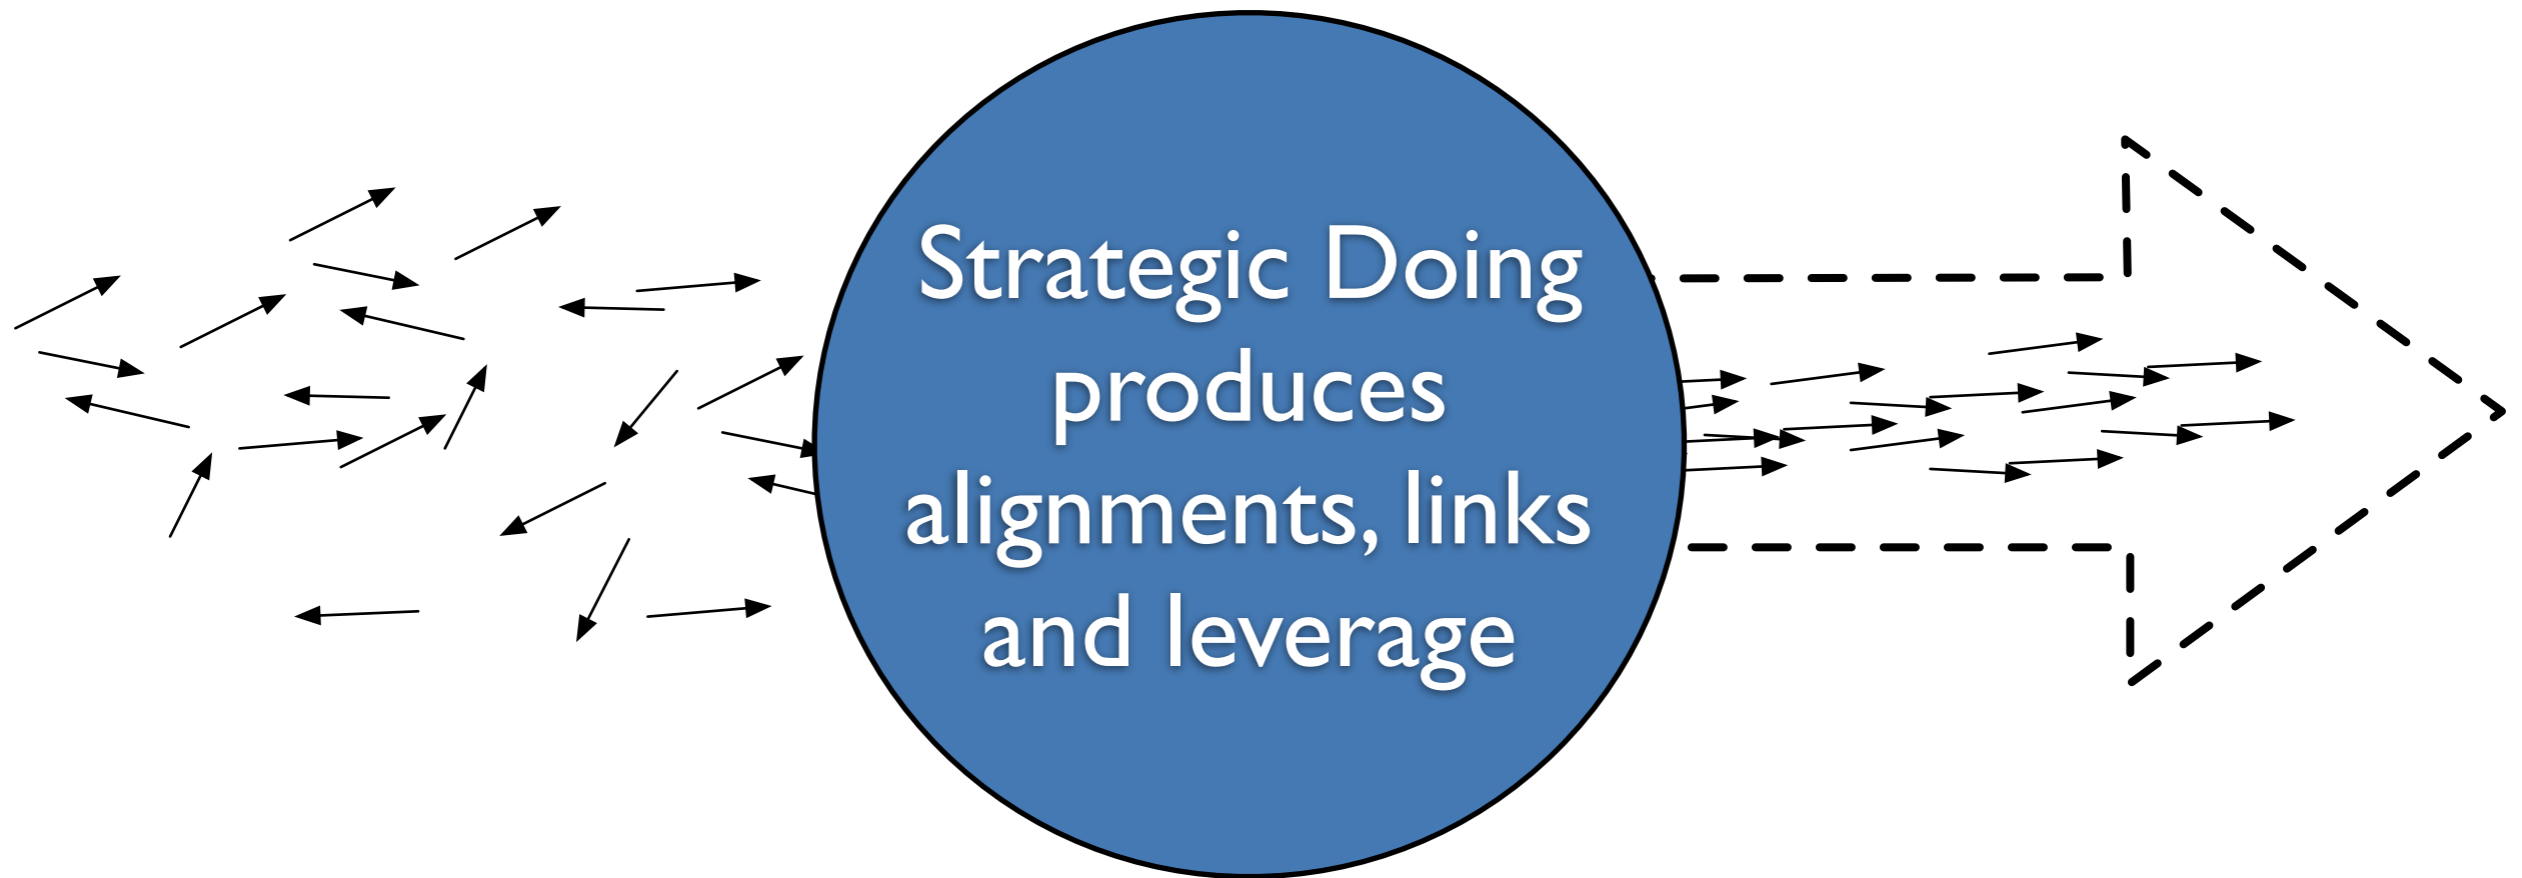 Strategic Doing
produces
alignments, links
and leverage